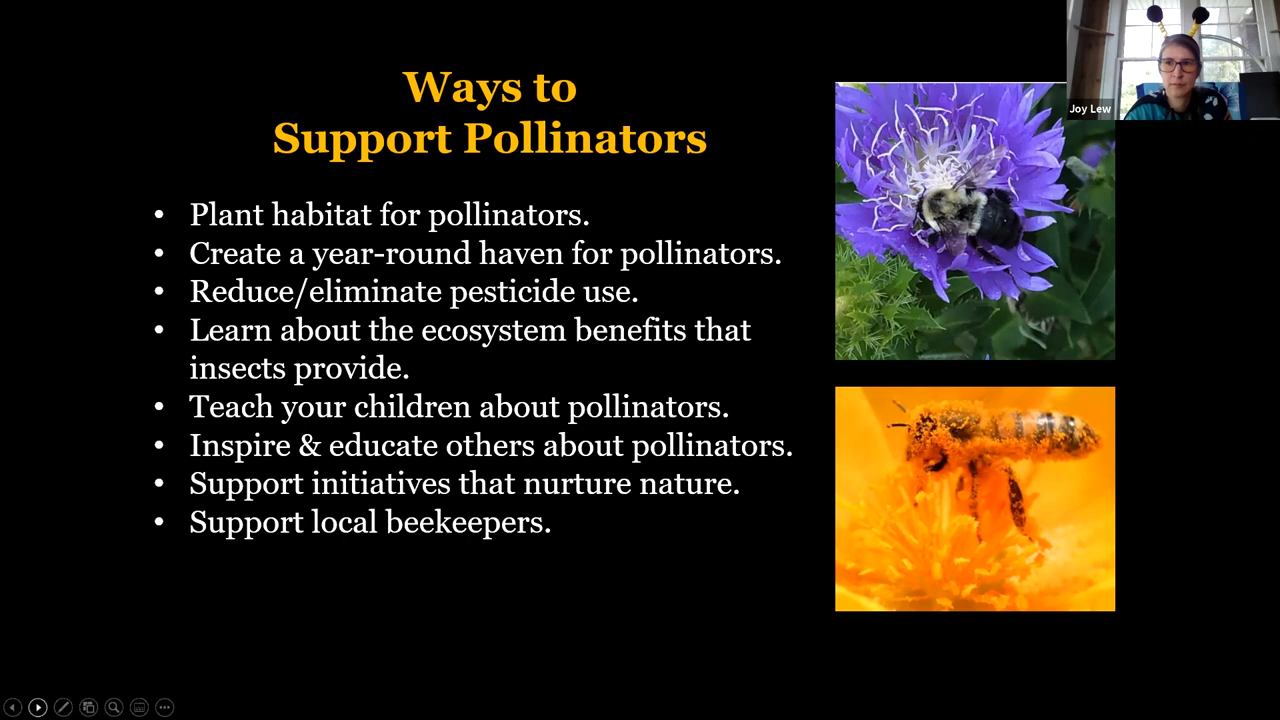 Ways to
Support Pollinators
• Plant habitat for pollinators.
• Create a year-round haven for pollinators.
• Reduce/eliminate pesticide use.
• Learn about the ecosystem benefits that
insects provide.
• Teach your children about pollinators.
• Inspire & educate others about pollinators.
• Support initiatives that nurture nature.
• Support local beekeepers.
Joy Lew